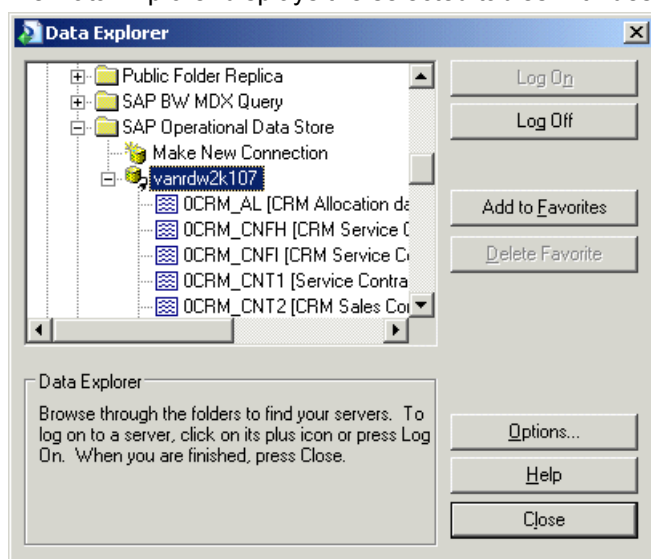 Data Explorer
Public Folder Replica
SAP BW MDX Query
SAP Operational Data Store
Make New Connection
vanrdw2k107
0CRM_AL [CRM Allocation da
0CRM_CNFH [CRM Service
0CRM_CNFI [CRM Service
0CRM_CNT1 [Service Contra
0CRM_CNT2 [CRM Sales
Log On
Log Off
Add to Favorites
Delete Favorite
Data Explorer
Browse through the folders to find your servers. To
log on to a server, click on its plus icon or press Log
On. When you are finished, press Close.
Options...
Help
Close